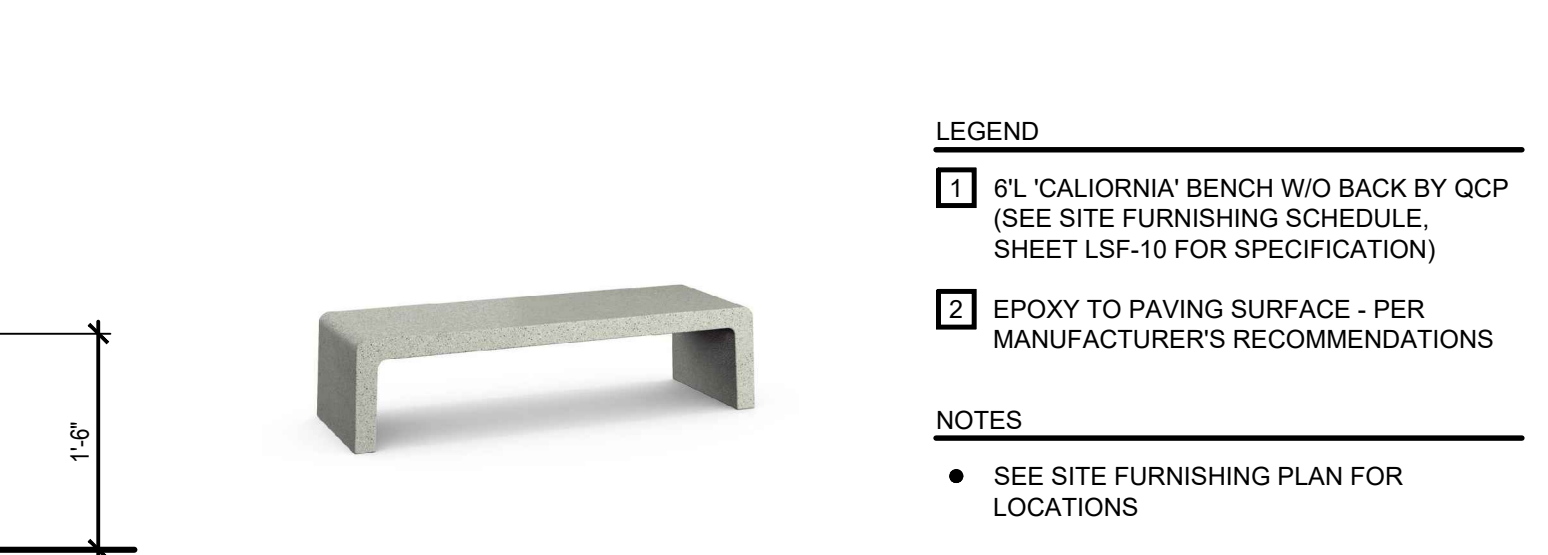 LEGEND
1 6'L 'CALIORNIA' BENCH W/O BACK BY QCP
(SEE SITE FURNISHING SCHEDULE,
SHEET LSF-10 FOR SPECIFICATION)
2 EPOXY TO PAVING SURFACE - PER
MANUFACTURER'S RECOMMENDATIONS
NOTES
● SEE SITE FURNISHING PLAN FOR
LOCATIONS
1'-6"